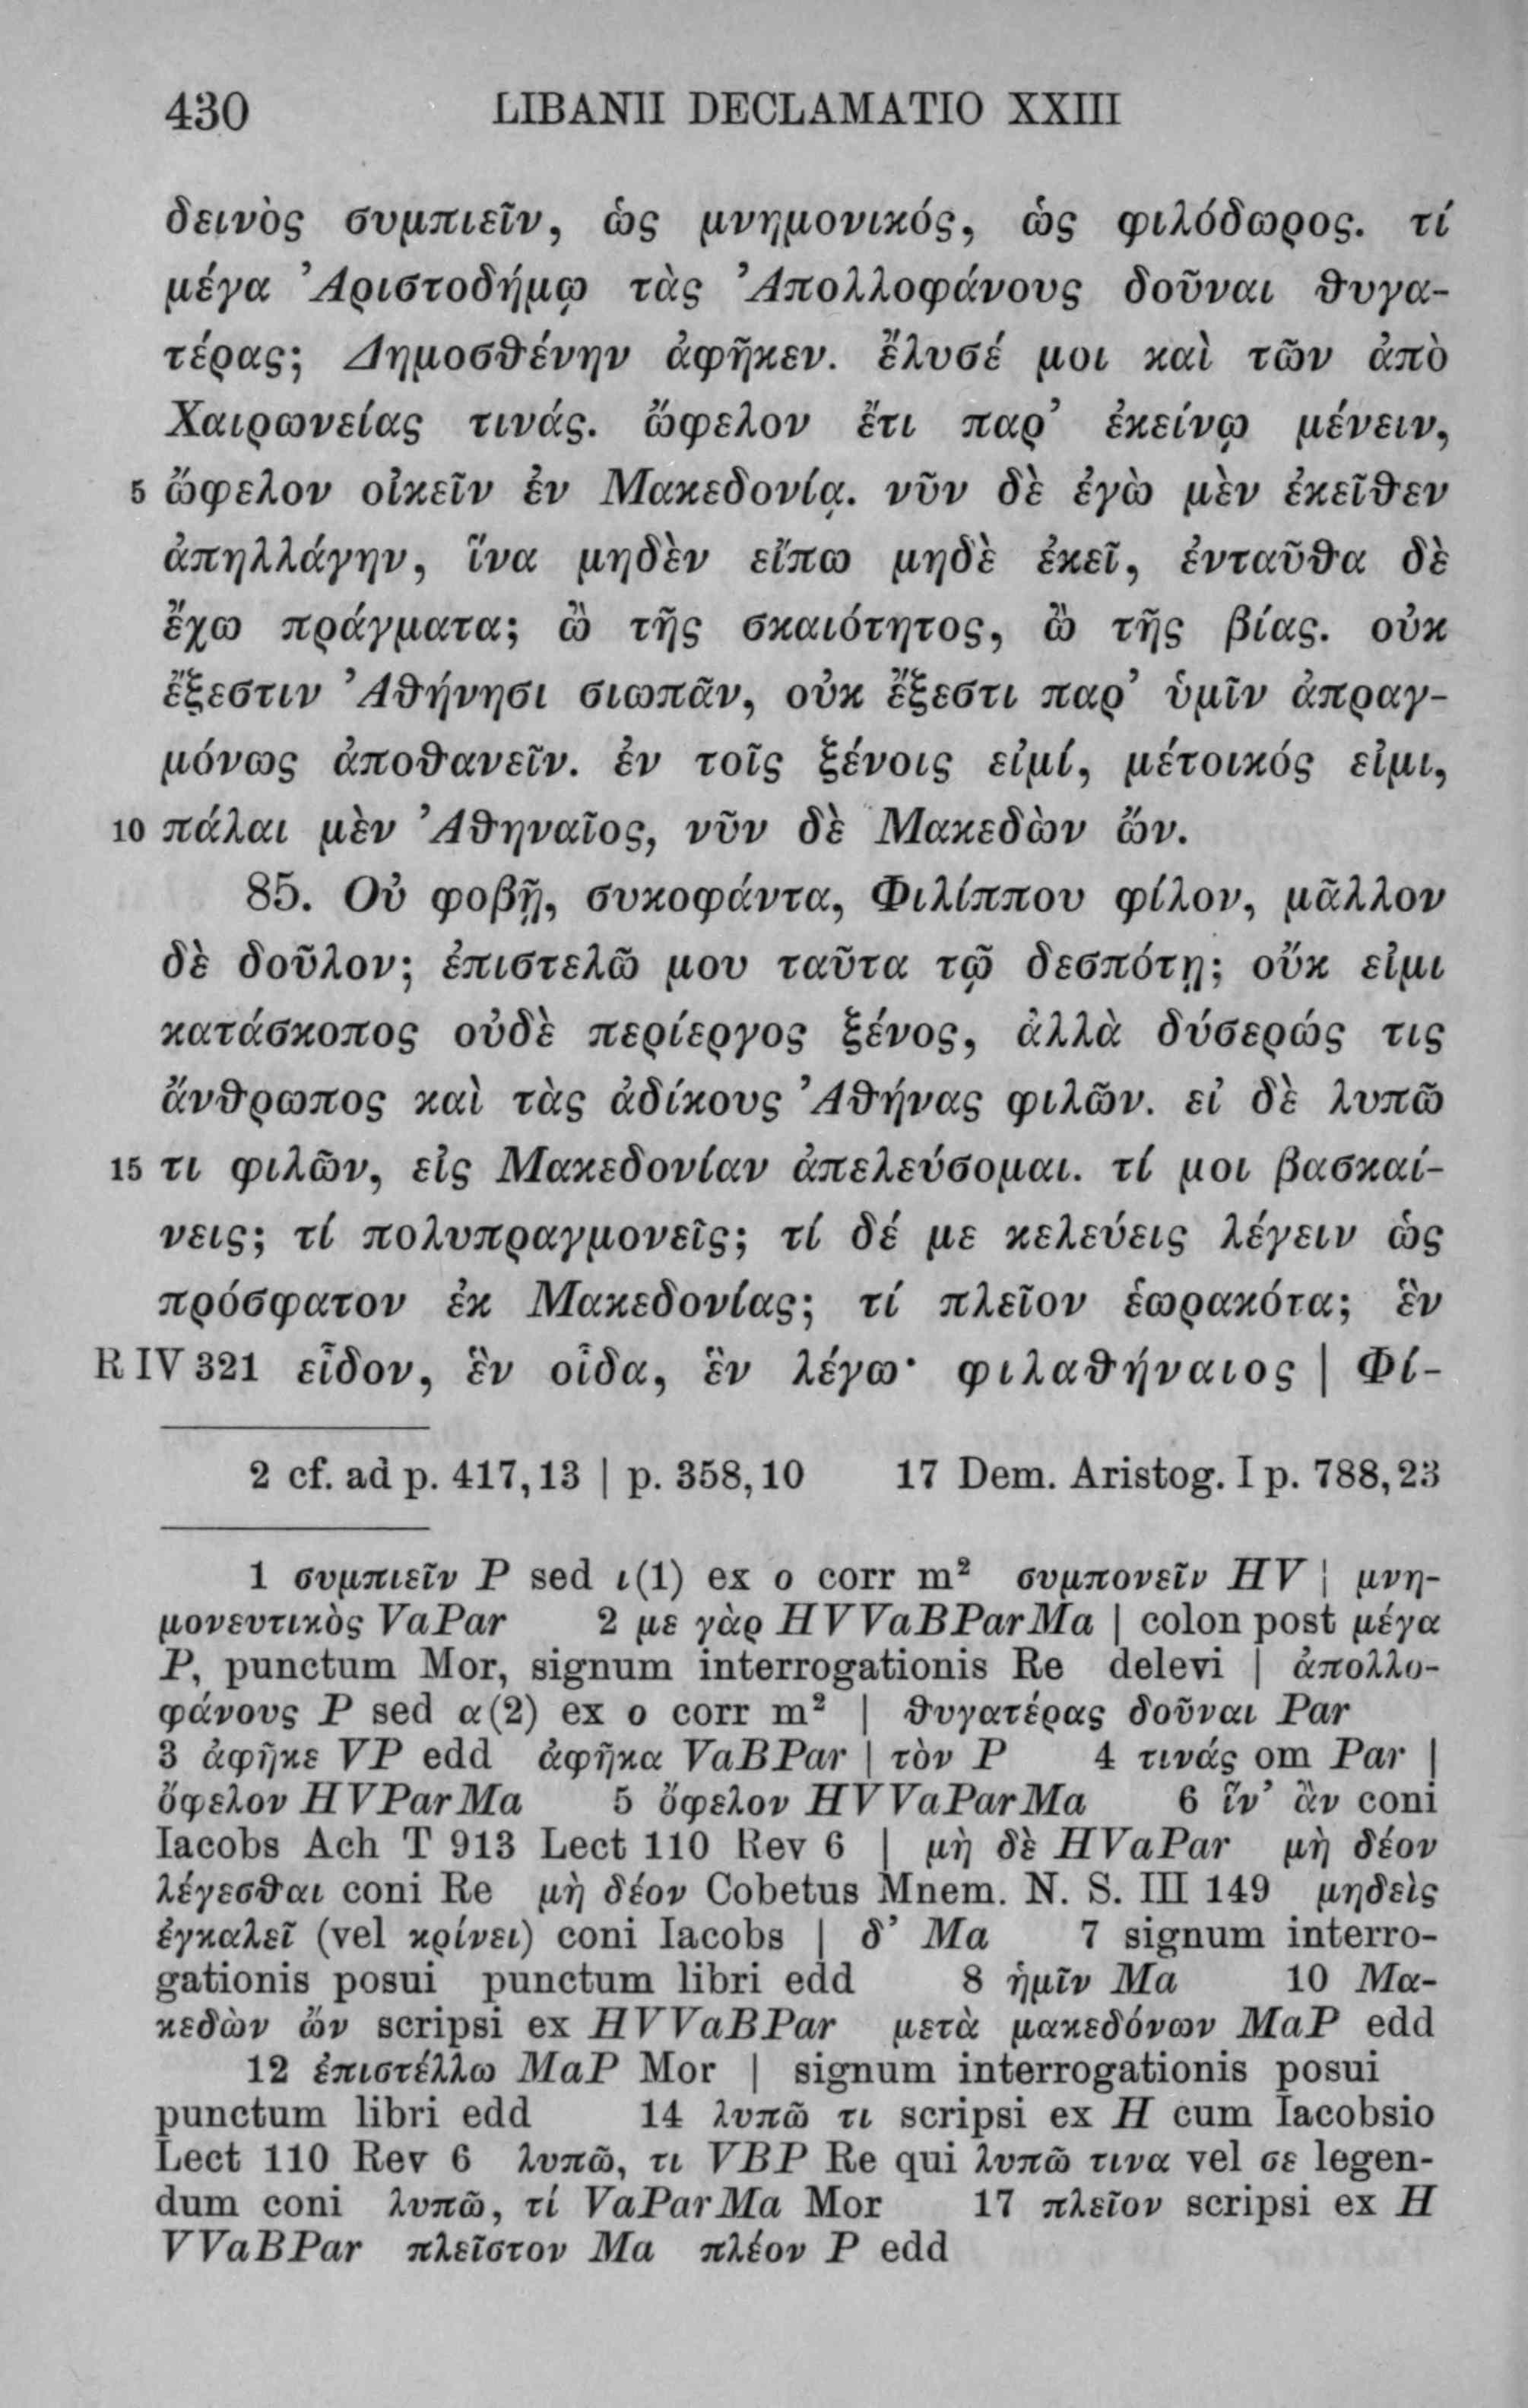 430 LIBANII DECLAMATIO XXIII
δεινὸς συμπιεῖν, ὡς μνημονικός, ὡς φιλόδωρος. τί
μέγα Ἀριστοδήμῳ τὰς Ἀπολλοφάνους δοῦναι θυγα-
τέρας; Δημοσθένην ἀφῆκεν. ἔλυσέ μοι καὶ τῶν ἀπὸ
Χαιρωνείας τινάς. ὤφελον ἔτι παρ’ ἐκείνῳ μένειν,
5 ὤφελον οἰκεῖν ἐν Μακεδονίᾳ. νῦν δὲ ἐγὼ μὲν ἐκεῖθεν
ἀπηλλάγην, ἵνα μηδὲν εἴπω μηδὲ ἐκεῖ, ἐνταῦθα δὲ
ἔχω πράγματα; ὢ τῆς σκαιότητος, ὢ τῆς βίας. οὐκ
ἔξεστιν Ἀθήνησι σιωπᾶν, οὐκ ἔξεστι παρ’ ὑμῖν ἀπραγ-
μόνως ἀποθανεῖν. ἐν τοῖς ξένοις εἰμί, μέτοικός εἰμι,
10 πάλαι μὲν Ἀθηναῖος, νῦν δὲ Μακεδὼν ὤν.
85. Οὐ φοβῇ, συκοφάντα, Φιλίππου φίλον, μᾶλλον
δὲ δοῦλον; ἐπιστελῶ μου ταῦτα τῷ δεσπότῃ; οὔκ εἰμι
κατάσκοπος οὐδὲ περίεργος ξένος, ἀλλὰ δύσερώς τις
ἄνθρωπος καὶ τὰς ἀδίκους Ἀθήνας φιλῶν. εἰ δὲ λυπῶ
15 τι φιλῶν, εἰς Μακεδονίαν ἀπελεύσομαι. τί μοι βασκαί-
νεις; τί πολυπραγμονεῖς; τί δέ με κελεύεις λέγειν ὡς
πρόσφατον ἐκ Μακεδονίας; τί πλεῖον ἑωρακότα; ἓν
R IV 321 εἶδον, ἓν οἶδα, ἓν λέγω· φιλαθήναιος | Φί-
2 cf. ad p. 417,13 | p. 358,10 17 Dem. Aristog. I p. 788,23
1 συμπιεῖν P sed ι(1) ex ο corr m² συμπονεῖν HV | μνη-
μονευτικὸς VaPar 2 με γὰρ HVVaBParMa | colon post μέγα
P, punctum Mor, signum interrogationis Re delevi | ἀπολλο-
φάνους P sed α(2) ex ο corr m² | θυγατέρας δοῦναι Par
3 ἀφῆκε VP edd ἀφῆκα VaBPar | τὸν P 4 τινάς om Par |
ὄφελον HVParMa 5 ὄφελον HVVaParMa 6 ἵν’ ἂν coni
Iacobs Ach T 913 Lect 110 Rev 6 | μὴ δὲ HVaPar μὴ δέον
λέγεσθαι coni Re μὴ δέον Cobetus Mnem. N. S. III 149 μηδεὶς
ἐγκαλεῖ (vel κρίνει) coni Iacobs | δ’ Ma 7 signum interro-
gationis posui punctum libri edd 8 ἡμῖν Ma 10 Μα-
κεδὼν ὤν scripsi ex HVVaBPar μετὰ μακεδόνων MaP edd
12 ἐπιστέλλω MaP Mor | signum interrogationis posui
punctum libri edd 14 λυπῶ τι scripsi ex H cum Iacobsio
Lect 110 Rev 6 λυπῶ, τι VBP Re qui λυπῶ τινα vel σε legen-
dum coni λυπῶ, τί VaParMa Mor 17 πλεῖον scripsi ex H
VVaBPar πλεῖστον Ma πλέον P edd